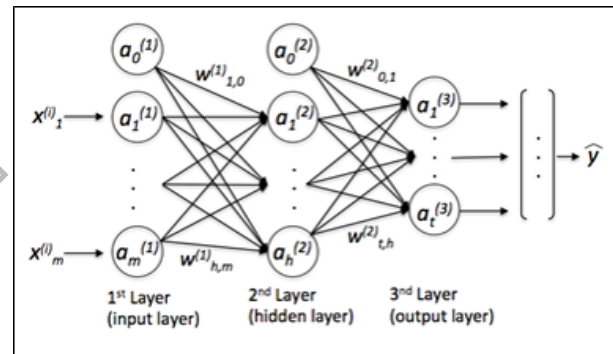 a₀⁽¹⁾ a₀⁽²⁾
w⁽¹⁾₁,₀ w⁽²⁾₀,₁
x⁽ⁱ⁾₁ a₁⁽¹⁾ a₁⁽²⁾ a₁⁽³⁾
ŷ
x⁽ⁱ⁾ₘ aₘ⁽¹⁾ aₕ⁽²⁾ aₜ⁽³⁾
w⁽¹⁾ₕ,ₘ w⁽²⁾ₜ,ₕ
1ˢᵗ Layer
(input layer)
2ⁿᵈ Layer
(hidden layer)
3ⁿᵈ Layer
(output layer)